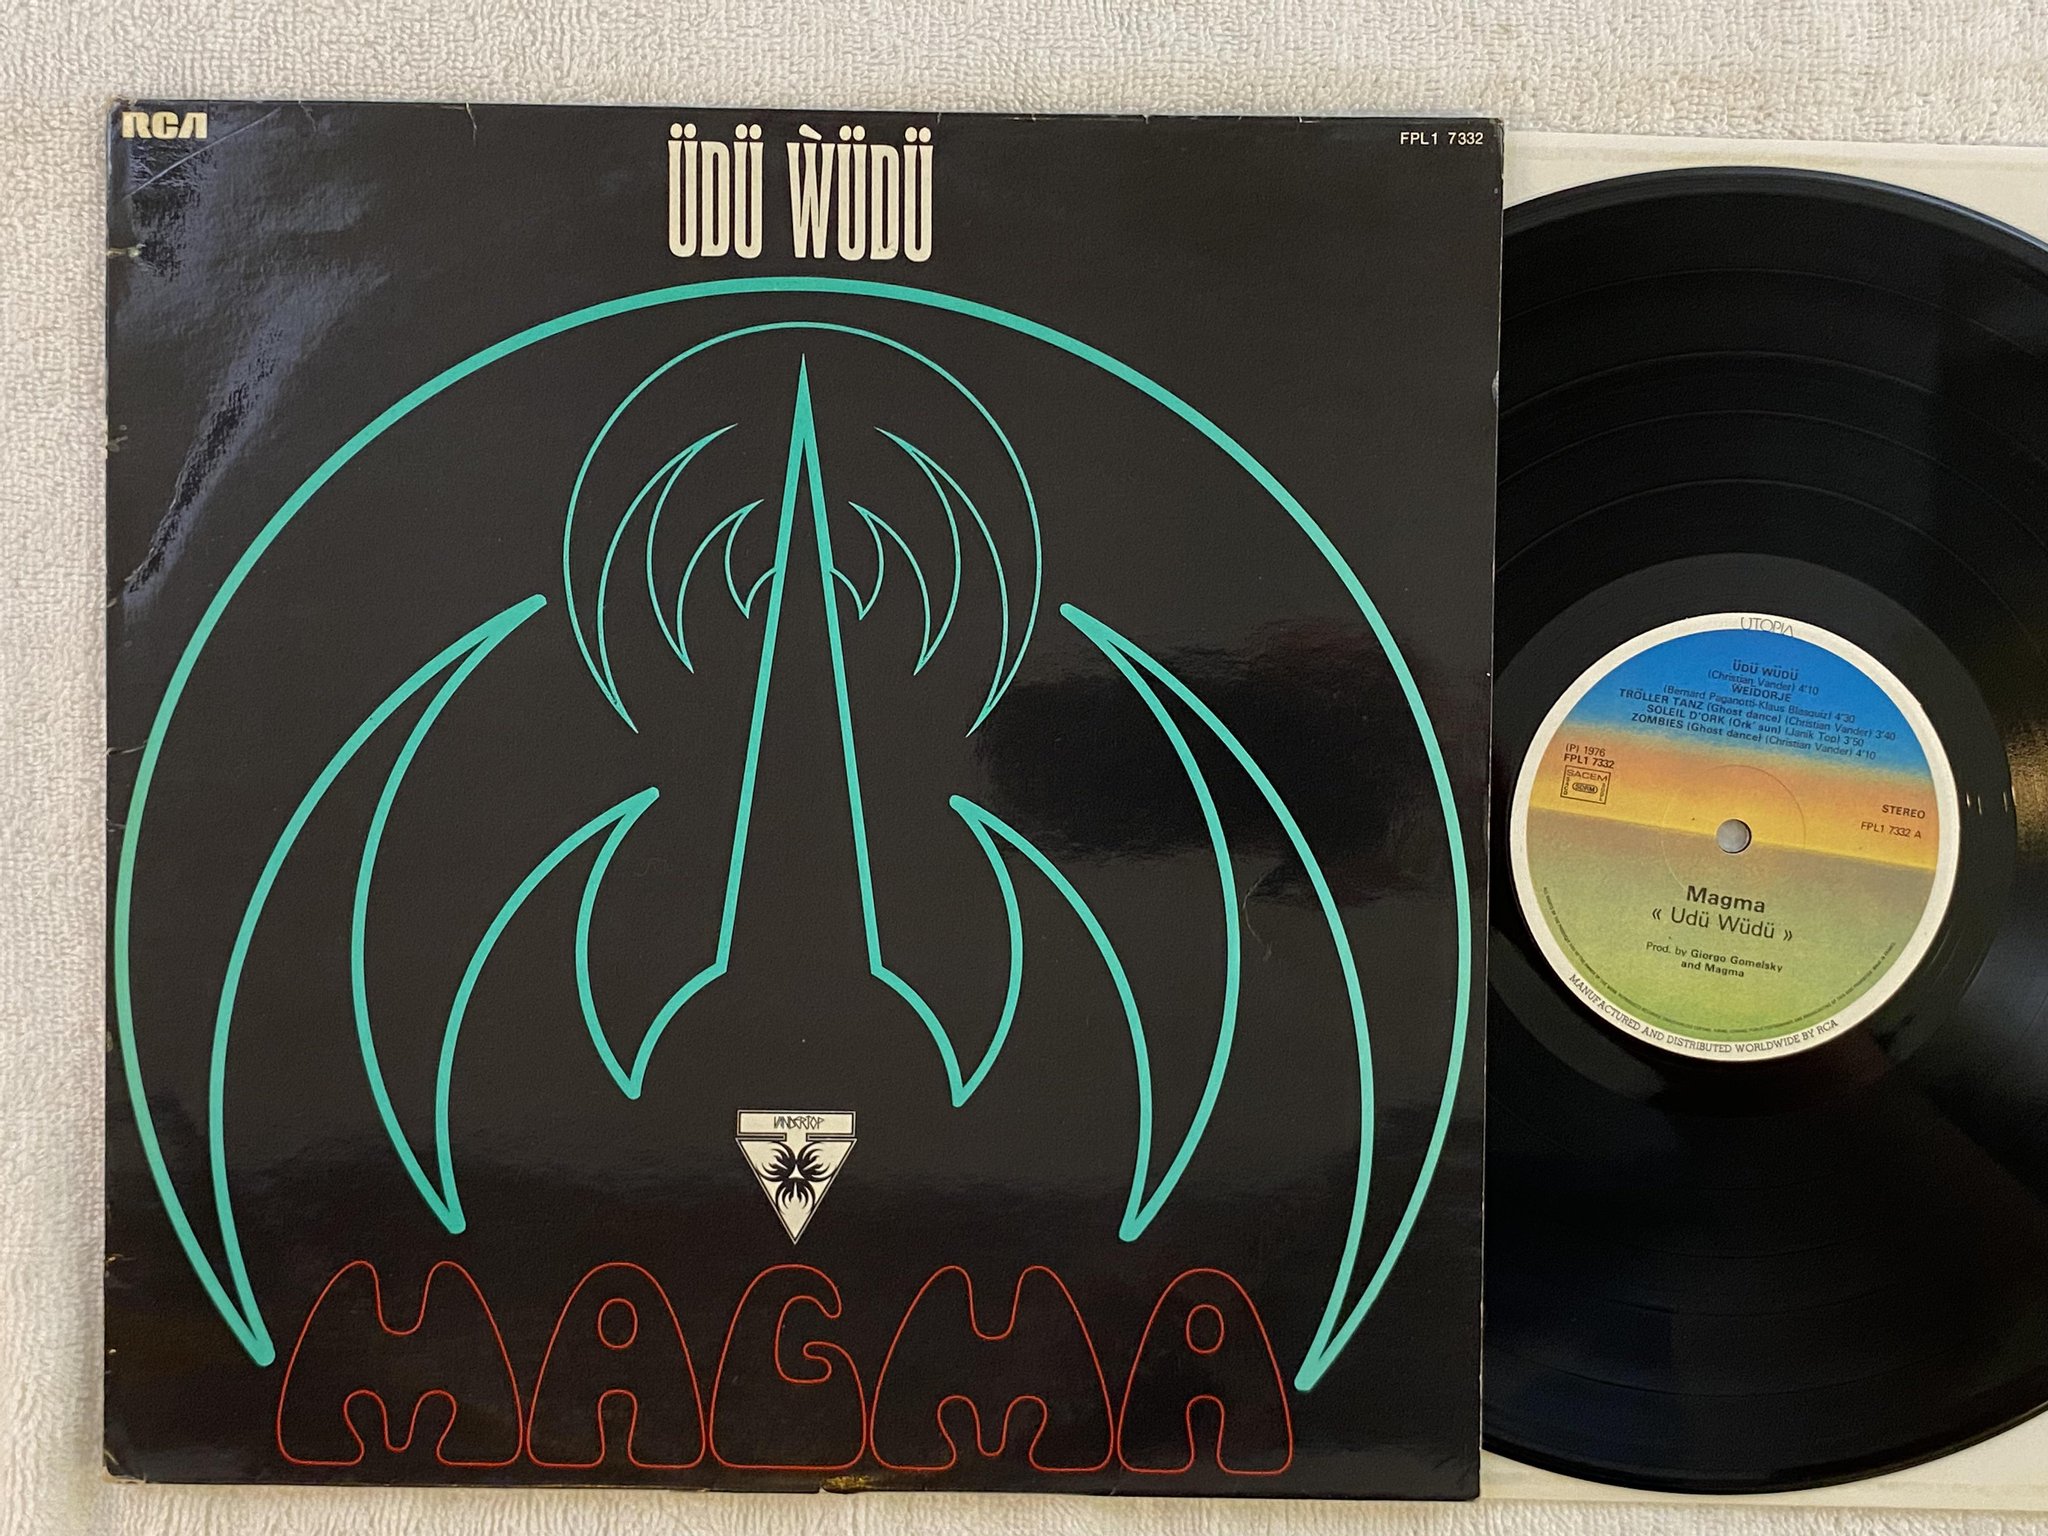 RCA
ÜDÜ ẀÜDÜ
FPL1 7332
VANDERTOP
MAGMA
UTOPIA
ÜDÜ WÜDÜ
(Christian Vander) 4'10
WEIDORJE
(Bernard Paganotti-Klaus Blasquiz) 4'30
TRÖLLER TANZ (Ghost dance) (Christian Vander) 3'40
SOLEIL D'ORK (Ork' sun) (Janik Top) 3'50
ZOMBIES (Ghost dance) (Christian Vander) 4'10
(P) 1976
FPL1 7332
SACEM
SDRM
STEREO
FPL1 7332 A
Magma
« Udü Wüdü »
Prod. by Giergo Gomelsky
and Magma
MANUFACTURED AND DISTRIBUTED WORLDWIDE BY RCA